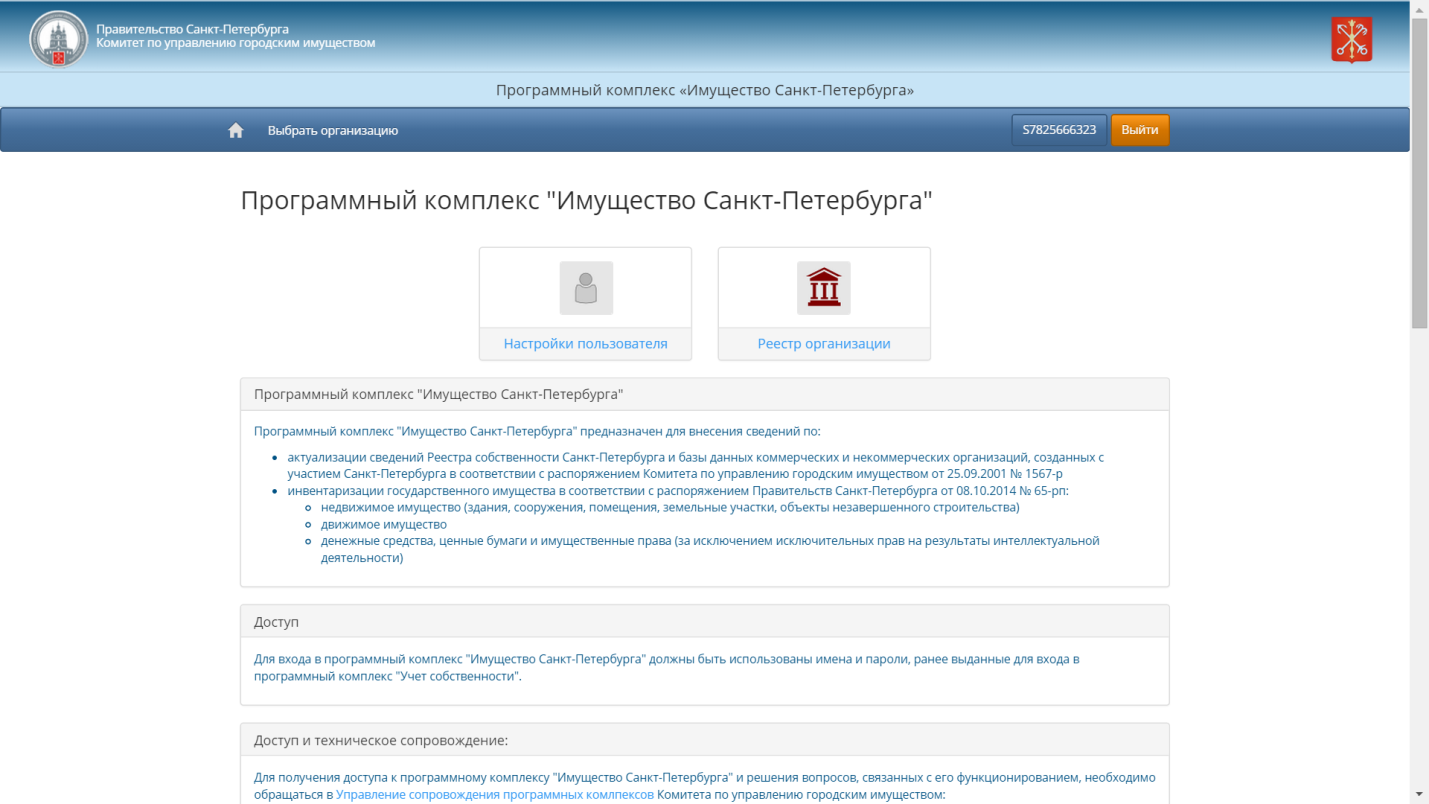 Правительство Санкт-Петербурга
Комитет по управлению городским имуществом
Программный комплекс «Имущество Санкт-Петербурга»
Выбрать организацию
S7825666323
Выйти
Программный комплекс "Имущество Санкт-Петербурга"
Настройки пользователя
Реестр организации
Программный комплекс "Имущество Санкт-Петербурга"
Программный комплекс "Имущество Санкт-Петербурга" предназначен для внесения сведений по:
актуализации сведений Реестра собственности Санкт-Петербурга и базы данных коммерческих и некоммерческих организаций, созданных с
участием Санкт-Петербурга в соответствии с распоряжением Комитета по управлению городским имуществом от 25.09.2001 № 1567-р
инвентаризации государственного имущества в соответствии с распоряжением Правительств Санкт-Петербурга от 08.10.2014 № 65-рп:
недвижимое имущество (здания, сооружения, помещения, земельные участки, объекты незавершенного строительства)
движимое имущество
денежные средства, ценные бумаги и имущественные права (за исключением исключительных прав на результаты интеллектуальной
деятельности)
Доступ
Для входа в программный комплекс "Имущество Санкт-Петербурга" должны быть использованы имена и пароли, ранее выданные для входа в
программный комплекс "Учет собственности".
Доступ и техническое сопровождение:
Для получения доступа к программному комплексу "Имущество Санкт-Петербурга" и решения вопросов, связанных с его функционированием, необходимо
обращаться в Управление сопровождения программных комлпексов Комитета по управлению городским имуществом: